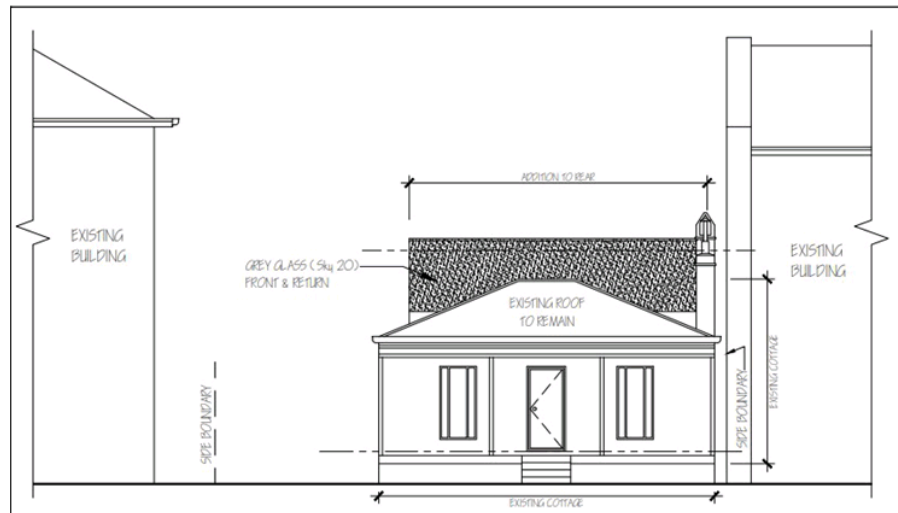 ADDITION TO REAR
EXISTING
BUILDING
GREY GLASS (Sky 20)
FRONT & RETURN
EXISTING ROOF
TO REMAIN
EXISTING
BUILDING
SIDE BOUNDARY
SIDE BOUNDARY
EXISTING COTTAGE
EXISTING COTTAGE